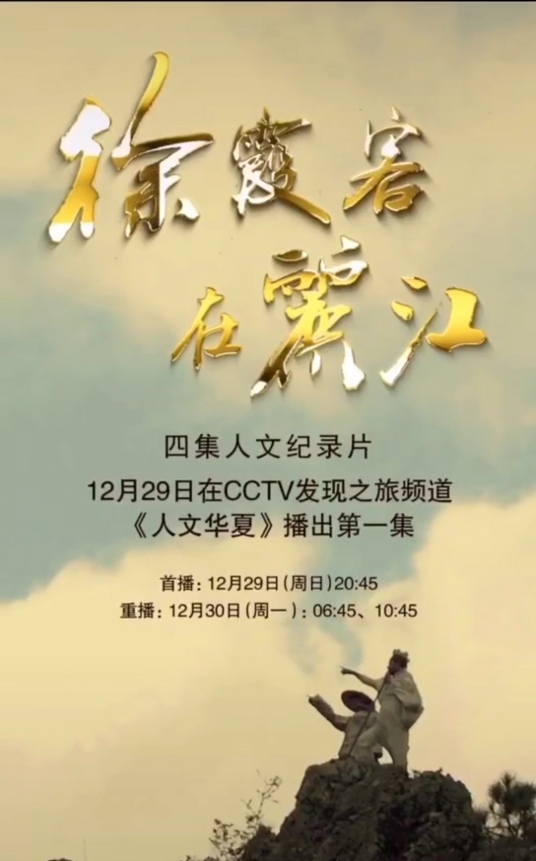 徐霞客
在丽江
四集人文纪录片
12月29日在CCTV发现之旅频道
《人文华夏》播出第一集
首播:12月29日(周日)20:45
重播:12月30日(周一):06:45、10:45